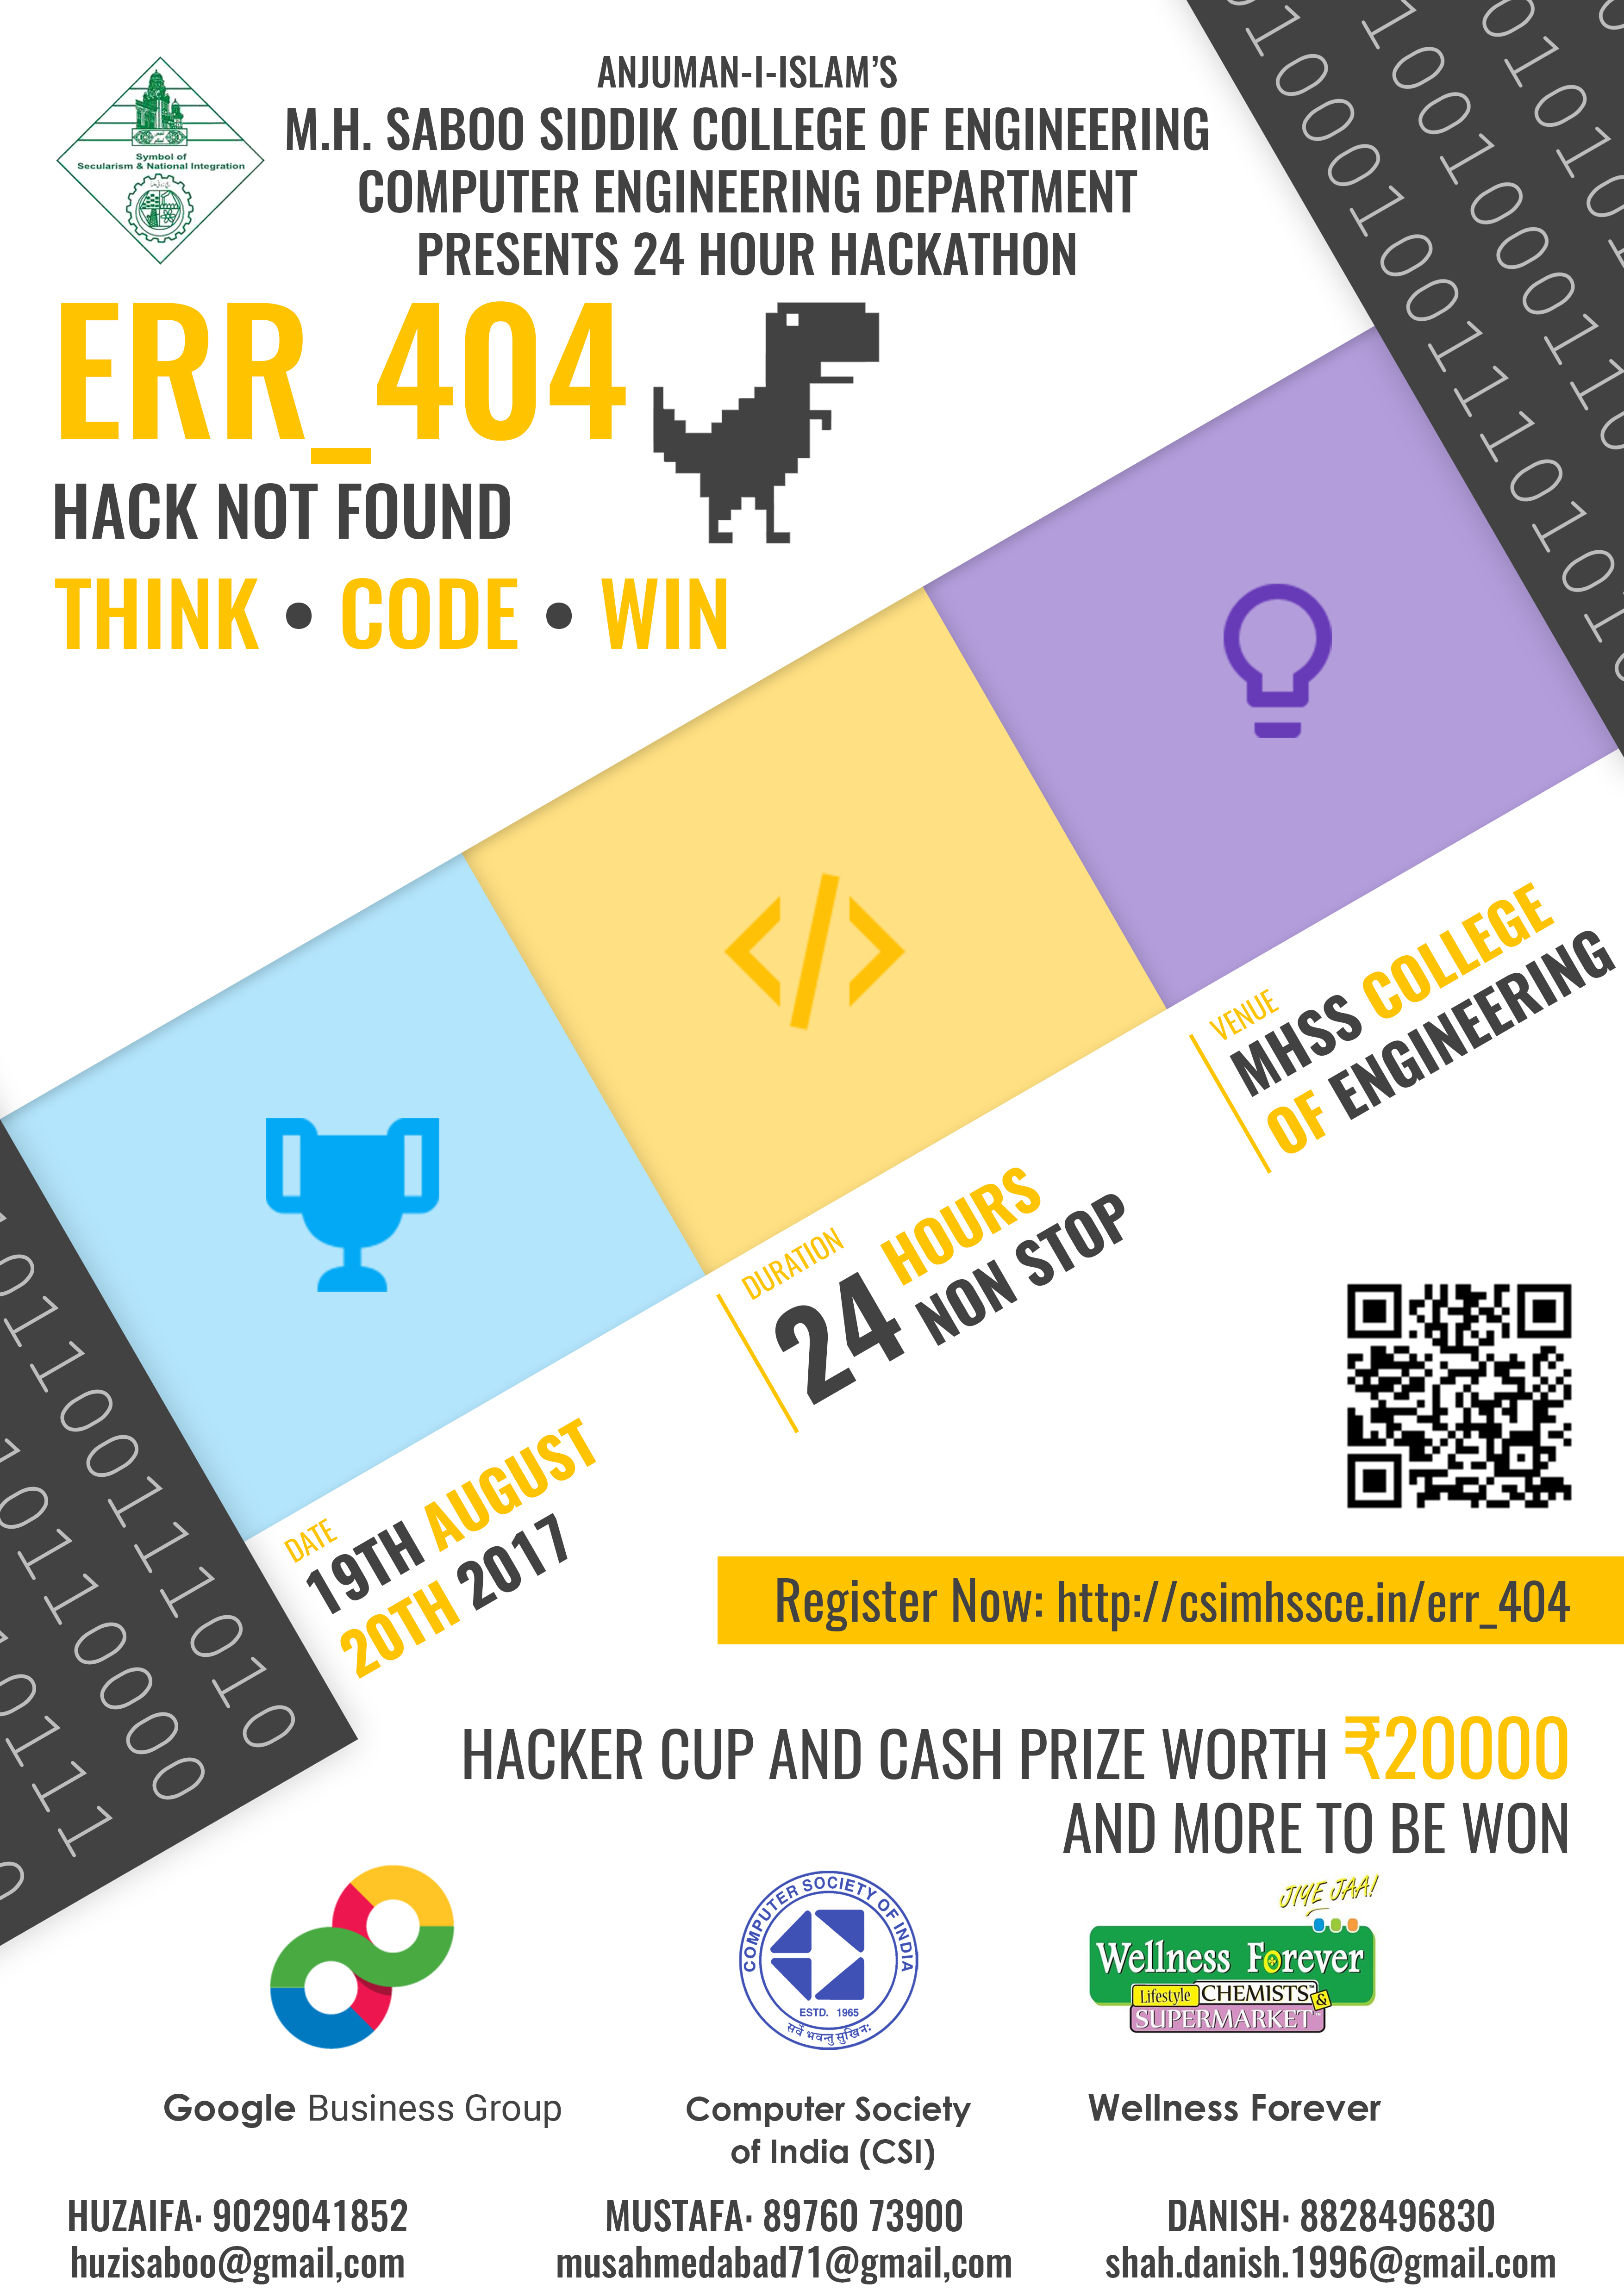 ANJUMAN-I-ISLAM'S
M.H. SABOO SIDDIK COLLEGE OF ENGINEERING
COMPUTER ENGINEERING DEPARTMENT
PRESENTS 24 HOUR HACKATHON
Symbol of
Secularism & National Integration
ERR_404
HACK NOT FOUND
THINK • CODE • WIN
</>
VENUE
MHSS COLLEGE
OF ENGINEERING
DURATION
24 HOURS
NON STOP
DATE
19TH AUGUST
20TH 2017
Register Now: http://csimhssce.in/err_404
HACKER CUP AND CASH PRIZE WORTH ₹20000
AND MORE TO BE WON
COMPUTER SOCIETY OF INDIA
ESTD. 1965
सर्वे भवन्तु सुखिनः
JIYE JAA!
Wellness Forever
Lifestyle CHEMISTS &
SUPERMARKET
Google Business Group
Computer Society
of India (CSI)
Wellness Forever
HUZAIFA· 9029041852
huzisaboo@gmail,com
MUSTAFA· 89760 73900
musahmedabad71@gmail,com
DANISH· 8828496830
shah.danish.1996@gmail.com